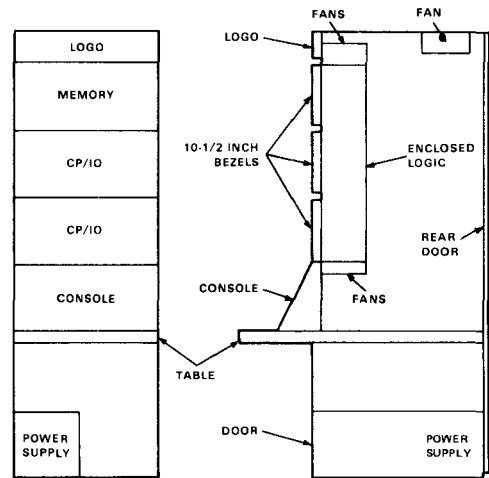 LOGO
MEMORY
CP/IO
CP/IO
CONSOLE
POWER
SUPPLY
FANS
FAN
LOGO
10-1/2 INCH
BEZELS
ENCLOSED
LOGIC
REAR
DOOR
CONSOLE
FANS
TABLE
DOOR
POWER
SUPPLY